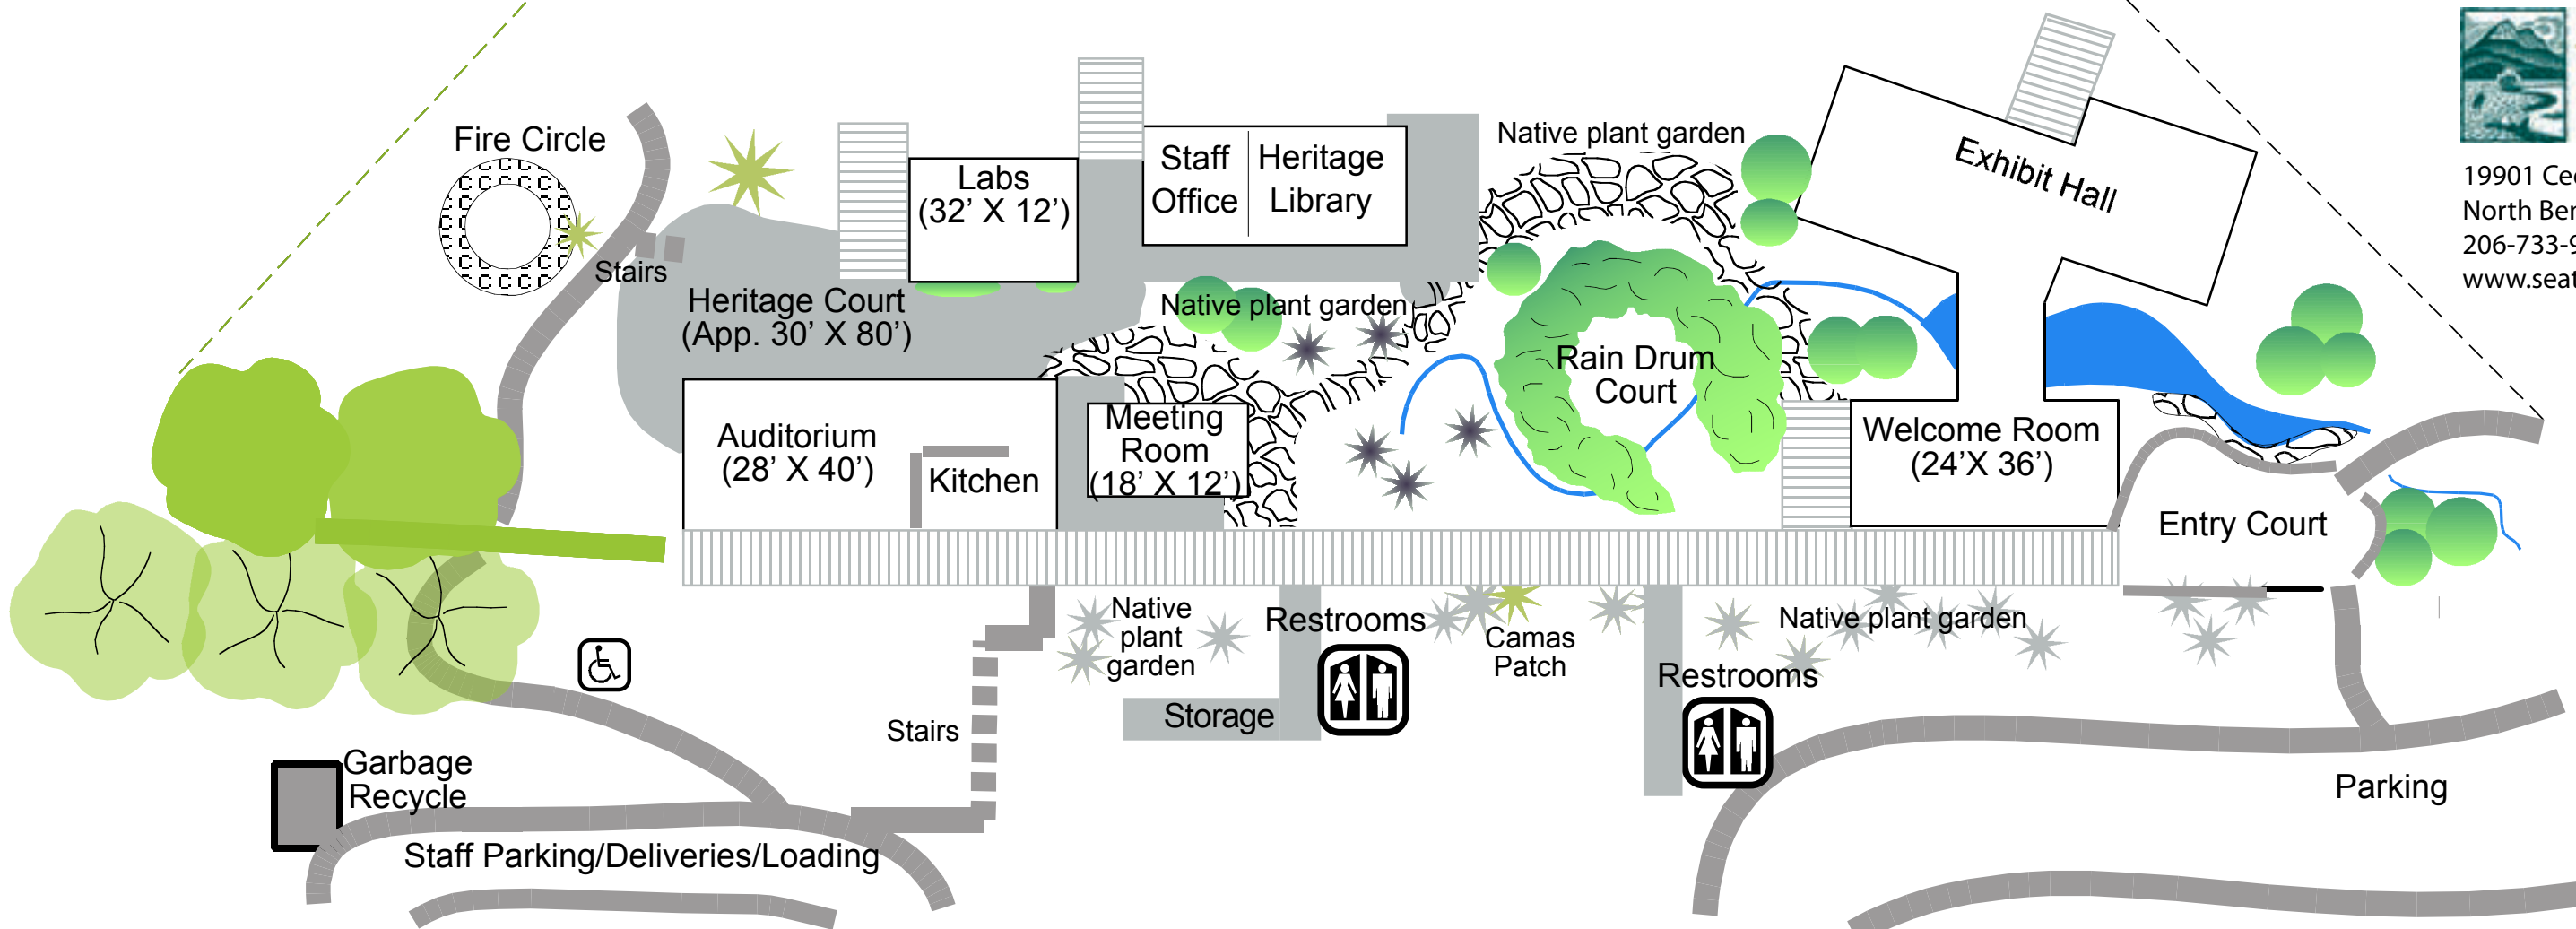 Fire Circle
Stairs
Heritage Court
(App. 30’ X 80’)
Labs
(32’ X 12’)
Staff
Office
Heritage
Library
Native plant garden
Native plant garden
Rain Drum
Court
Exhibit Hall
Auditorium
(28’ X 40’)
Kitchen
Meeting
Room
(18’ X 12’)
Welcome Room
(24’X 36’)
Entry Court
Native
plant
garden
Restrooms
Camas
Patch
Restrooms
Native plant garden
Storage
Stairs
Garbage
Recycle
Staff Parking/Deliveries/Loading
Parking
19901
North
206-733-9
www.sea